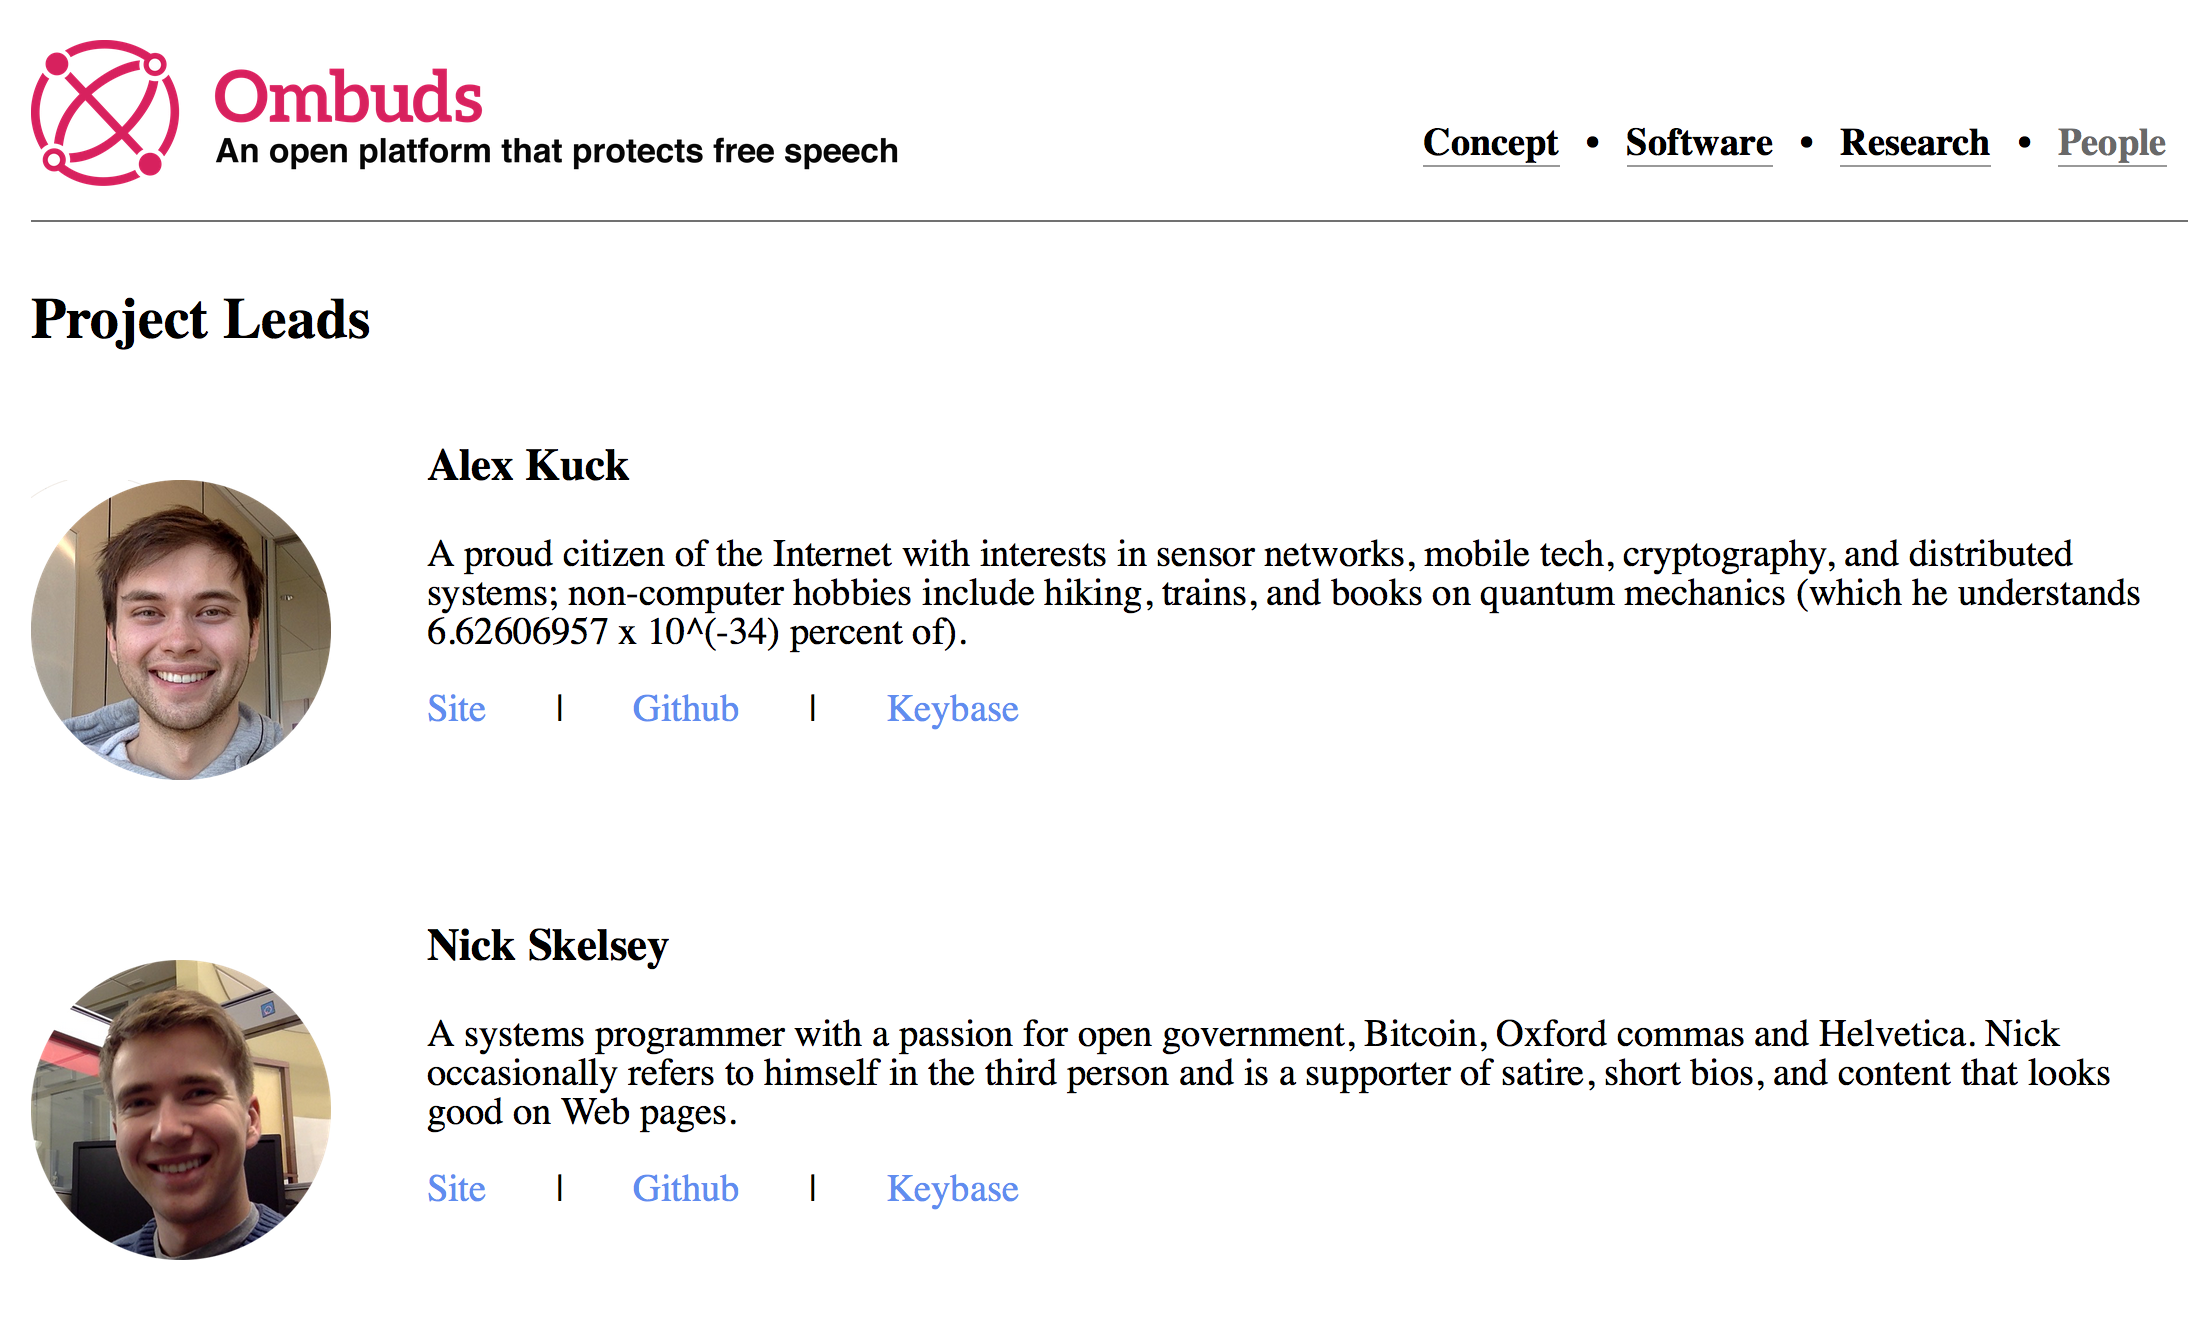 Ombuds
An open platform that protects free speech
Concept • Software • Research • People
Project Leads
Alex Kuck
A proud citizen of the Internet with interests in sensor networks, mobile tech, cryptography, and distributed
systems; non-computer hobbies include hiking, trains, and books on quantum mechanics (which he understands
6.62606957 x 10^(-34) percent of).
Site | Github | Keybase
Nick Skelsey
A systems programmer with a passion for open government, Bitcoin, Oxford commas and Helvetica. Nick
occasionally refers to himself in the third person and is a supporter of satire, short bios, and content that looks
good on Web pages.
Site | Github | Keybase